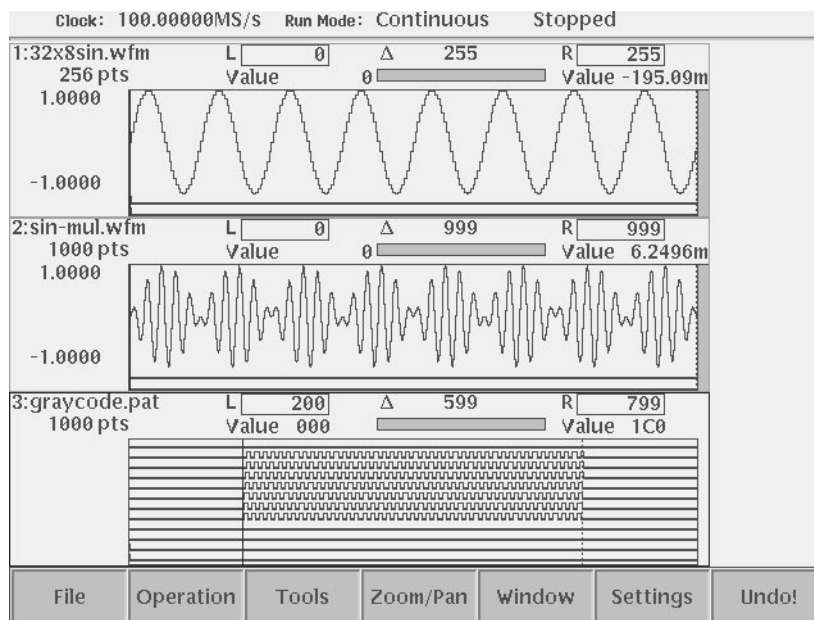 Clock: 100.00000MS/s Run Mode: Continuous Stopped
1:32x8sin.wfm L 0 Δ 255 R 255
256 pts Value 0 Value -195.09m
1.0000
-1.0000
2:sin-mul.wfm L 0 Δ 999 R 999
1000 pts Value 0 Value 6.2496m
1.0000
-1.0000
3:graycode.pat L 200 Δ 599 R 799
1000 pts Value 000 Value 1C0
File Operation Tools Zoom/Pan Window Settings Undo!